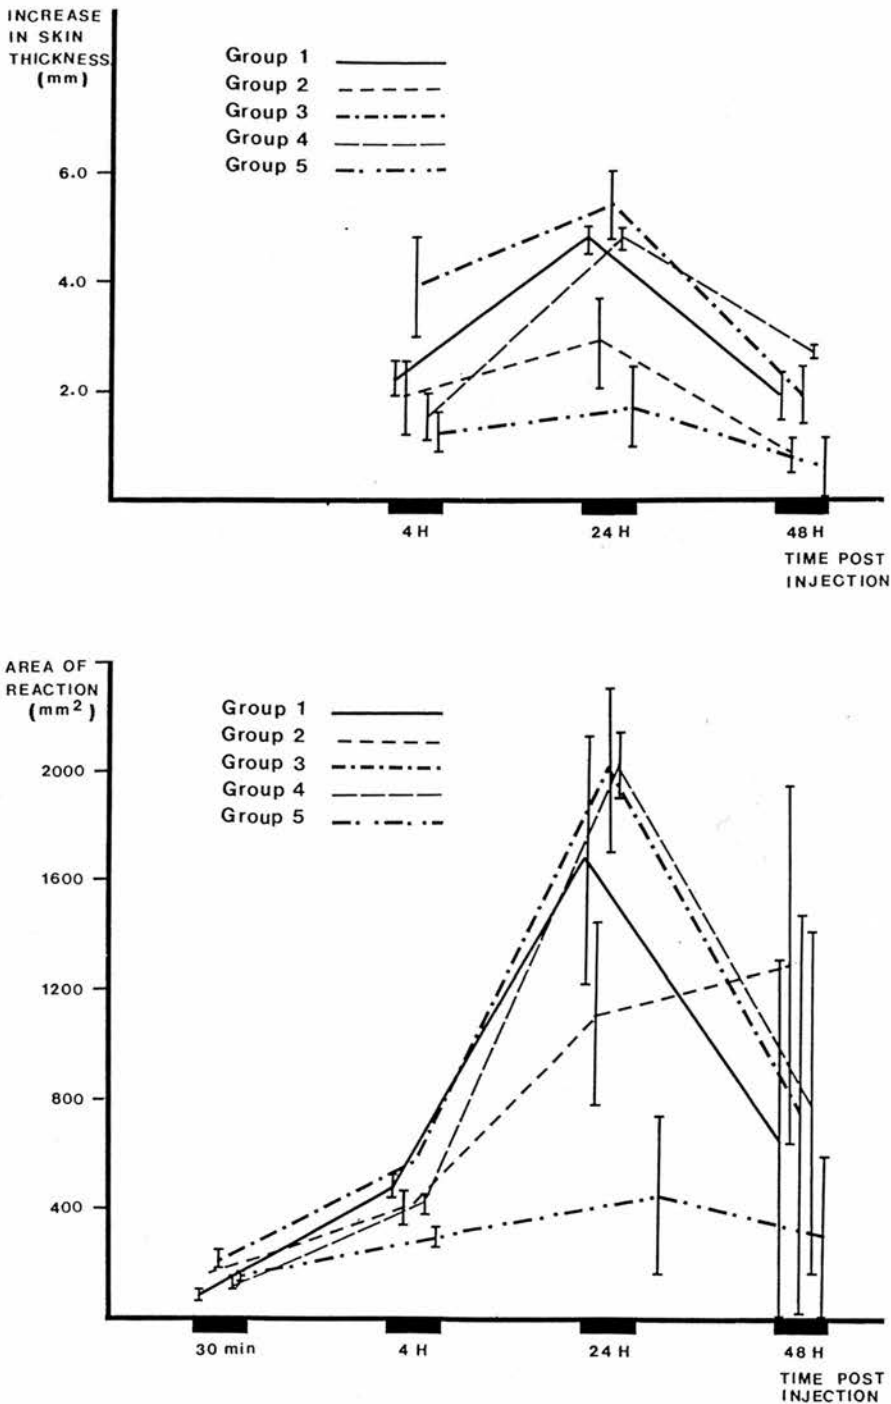 INCREASE
IN SKIN
THICKNESS
(mm)
Group 1
Group 2
Group 3
Group 4
Group 5
6.0
4.0
2.0
4 H
24 H
48 H
TIME POST
INJECTION
AREA OF
REACTION
(mm²)
Group 1
Group 2
Group 3
Group 4
Group 5
2000
1600
1200
800
400
30 min
4 H
24 H
48 H
TIME POST
INJECTION